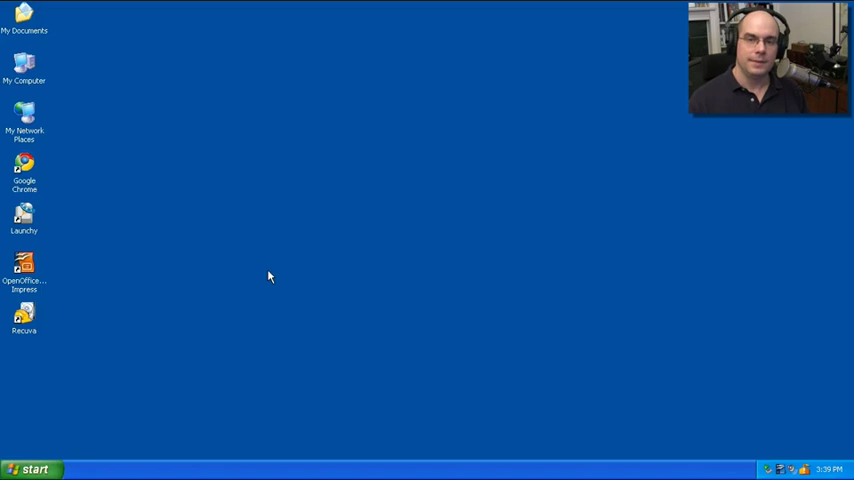 My Documents
My Computer
My Network
Places
Google
Chrome
Launchy
OpenOffice...
Impress
Recuva
start
3:39 PM